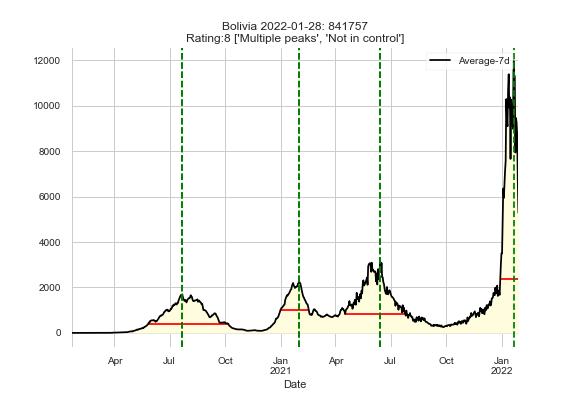 Bolivia 2022-01-28: 841757
Rating:8 ['Multiple peaks', 'Not in control']
Average-7d
12000
10000
8000
6000
4000
2000
0
Apr Jul Oct Jan Apr Jul Oct Jan
2021 2022
Date